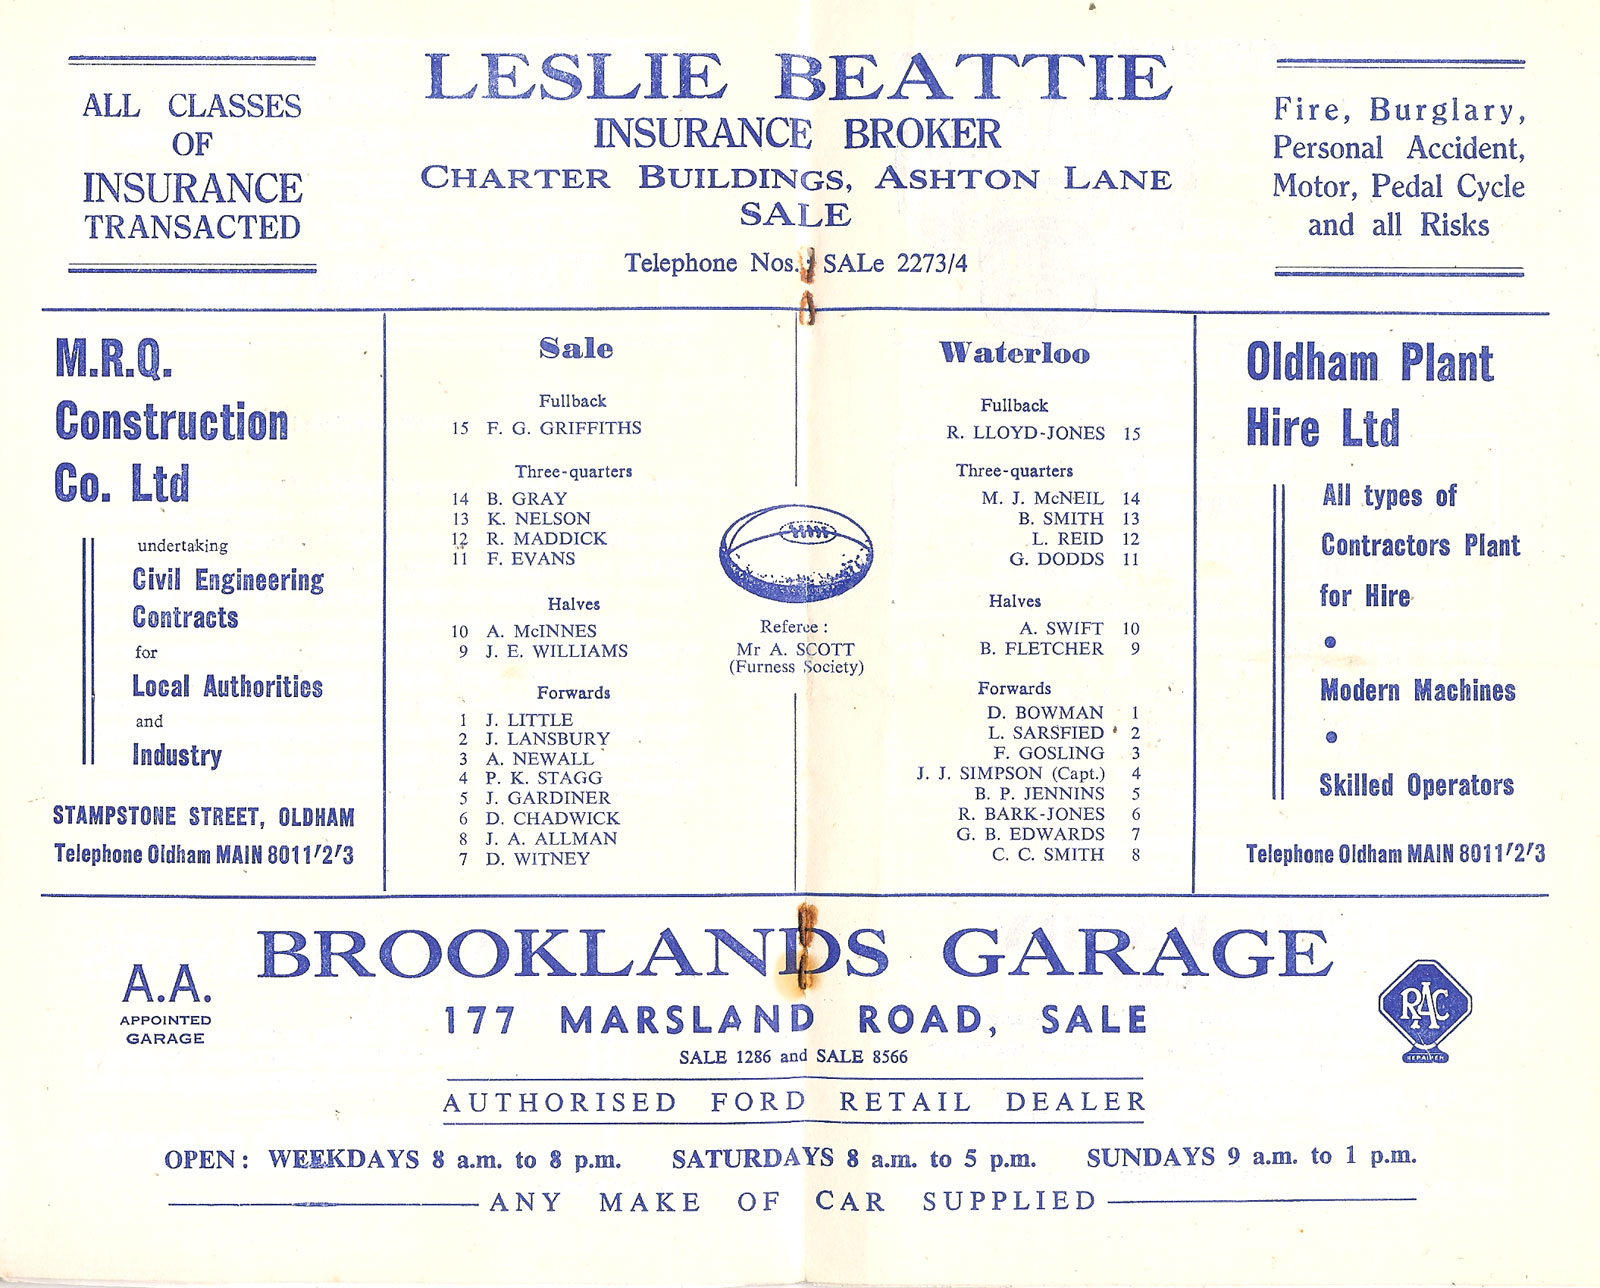 ALL CLASSES
OF
INSURANCE
TRANSACTED
LESLIE BEATTIE
INSURANCE BROKER
CHARTER BUILDINGS, ASHTON LANE
SALE
Telephone Nos. SALe 2273/4
Fire, Burglary,
Personal Accident,
Motor, Pedal Cycle
and all Risks
M.R.Q.
Construction
Co. Ltd
undertaking
Civil Engineering
Contracts
for
Local Authorities
and
Industry
STAMPSTONE STREET, OLDHAM
Telephone Oldham MAIN 8011/2/3
Sale
Fullback
15 F. G. GRIFFITHS
Three-quarters
14 B. GRAY
13 K. NELSON
12 R. MADDICK
11 F. EVANS
Halves
10 A. McINNES
9 J. E. WILLIAMS
Forwards
1 J. LITTLE
2 J. LANSBURY
3 A. NEWALL
4 P. K. STAGG
5 J. GARDINER
6 D. CHADWICK
8 J. A. ALLMAN
7 D. WITNEY
Referee :
Mr A. SCOTT
(Furness Society)
Waterloo
Fullback
R. LLOYD-JONES 15
Three-quarters
M. J. McNEIL 14
B. SMITH 13
L. REID 12
G. DODDS 11
Halves
A. SWIFT 10
B. FLETCHER 9
Forwards
D. BOWMAN 1
L. SARSFIED 2
F. GOSLING 3
J. J. SIMPSON (Capt.) 4
B. P. JENNINS 5
R. BARK-JONES 6
G. B. EDWARDS 7
C. C. SMITH 8
Oldham Plant
Hire Ltd
All types of
Contractors Plant
for Hire
•
Modern Machines
•
Skilled Operators
Telephone Oldham MAIN 8011/2/3
A.A.
APPOINTED
GARAGE
BROOKLANDS GARAGE
177 MARSLAND ROAD, SALE
SALE 1286 and SALE 8566
AUTHORISED FORD RETAIL DEALER
RAC
REPAIRER
OPEN : WEEKDAYS 8 a.m. to 8 p.m. SATURDAYS 8 a.m. to 5 p.m. SUNDAYS 9 a.m. to 1 p.m.
ANY MAKE OF CAR SUPPLIED